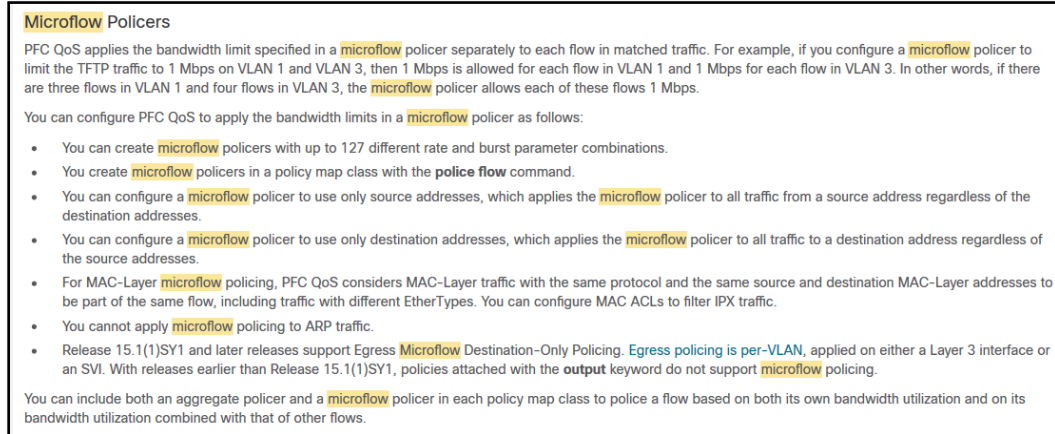 Microflow Policers
PFC QoS applies the bandwidth limit specified in a microflow policer separately to each flow in matched traffic. For example, if you configure a microflow policer to
limit the TFTP traffic to 1 Mbps on VLAN 1 and VLAN 3, then 1 Mbps is allowed for each flow in VLAN 1 and 1 Mbps for each flow in VLAN 3. In other words, if there
are three flows in VLAN 1 and four flows in VLAN 3, the microflow policer allows each of these flows 1 Mbps.
You can configure PFC QoS to apply the bandwidth limits in a microflow policer as follows:
• You can create microflow policers with up to 127 different rate and burst parameter combinations.
• You create microflow policers in a policy map class with the police flow command.
• You can configure a microflow policer to use only source addresses, which applies the microflow policer to all traffic from a source address regardless of the
destination addresses.
• You can configure a microflow policer to use only destination addresses, which applies the microflow policer to all traffic to a destination address regardless of
the source addresses.
• For MAC-Layer microflow policing, PFC QoS considers MAC-Layer traffic with the same protocol and the same source and destination MAC-Layer addresses to
be part of the same flow, including traffic with different EtherTypes. You can configure MAC ACLs to filter IPX traffic.
• You cannot apply microflow policing to ARP traffic.
• Release 15.1(1)SY1 and later releases support Egress Microflow Destination-Only Policing. Egress policing is per-VLAN, applied on either a Layer 3 interface or
an SVI. With releases earlier than Release 15.1(1)SY1, policies attached with the output keyword do not support microflow policing.
You can include both an aggregate policer and a microflow policer in each policy map class to police a flow based on both its own bandwidth utilization and on its
bandwidth utilization combined with that of other flows.